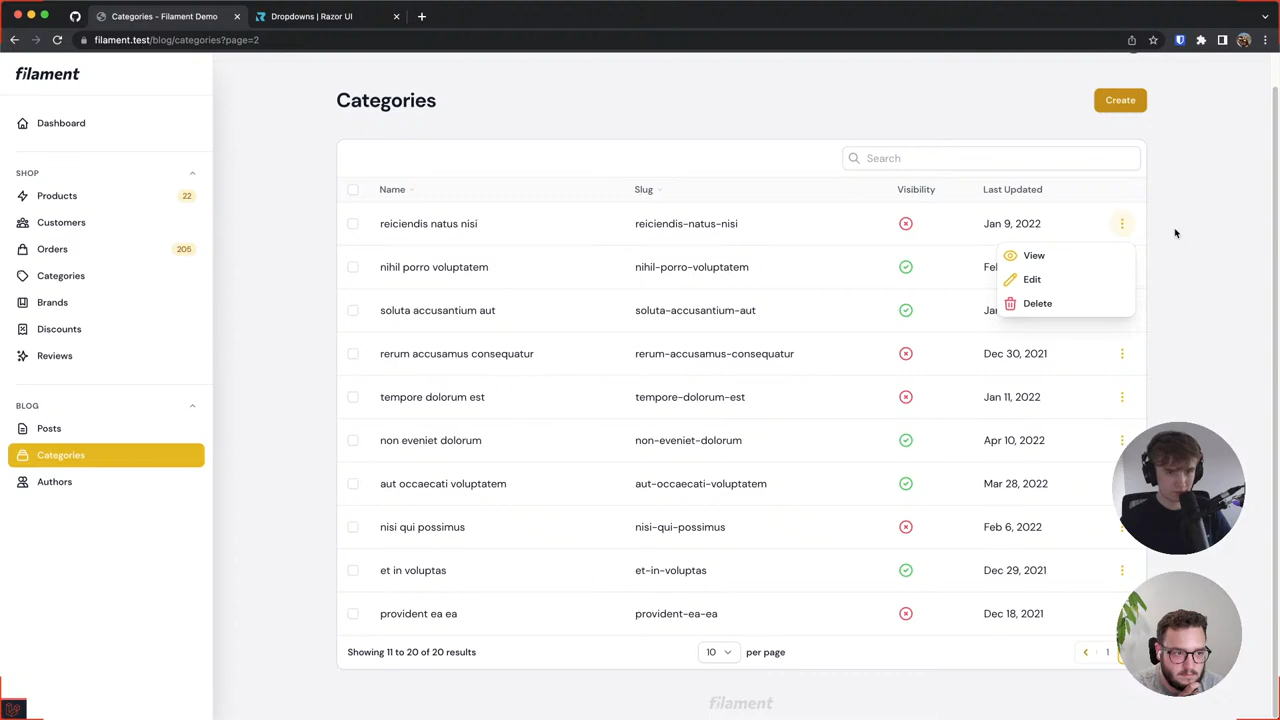 Categories - Filament Demo
Dropdowns | Razor UI
filament.test/blog/categories?page=2
filament
Dashboard
SHOP
Products 22
Customers
Orders 205
Categories
Brands
Discounts
Reviews
BLOG
Posts
Categories
Authors
Categories
Create
Search
Name Slug Visibility Last Updated
reiciendis natus nisi reiciendis-natus-nisi Jan 9, 2022
View
Edit
Delete
nihil porro voluptatem nihil-porro-voluptatem
soluta accusantium aut soluta-accusantium-aut
rerum accusamus consequatur rerum-accusamus-consequatur Dec 30, 2021
tempore dolorum est tempore-dolorum-est Jan 11, 2022
non eveniet dolorum non-eveniet-dolorum Apr 10, 2022
aut occaecati voluptatem aut-occaecati-voluptatem Mar 28, 2022
nisi qui possimus nisi-qui-possimus Feb 6, 2022
et in voluptas et-in-voluptas Dec 29, 2021
provident ea ea provident-ea-ea Dec 18, 2021
Showing 11 to 20 of 20 results
10 per page
1
filament